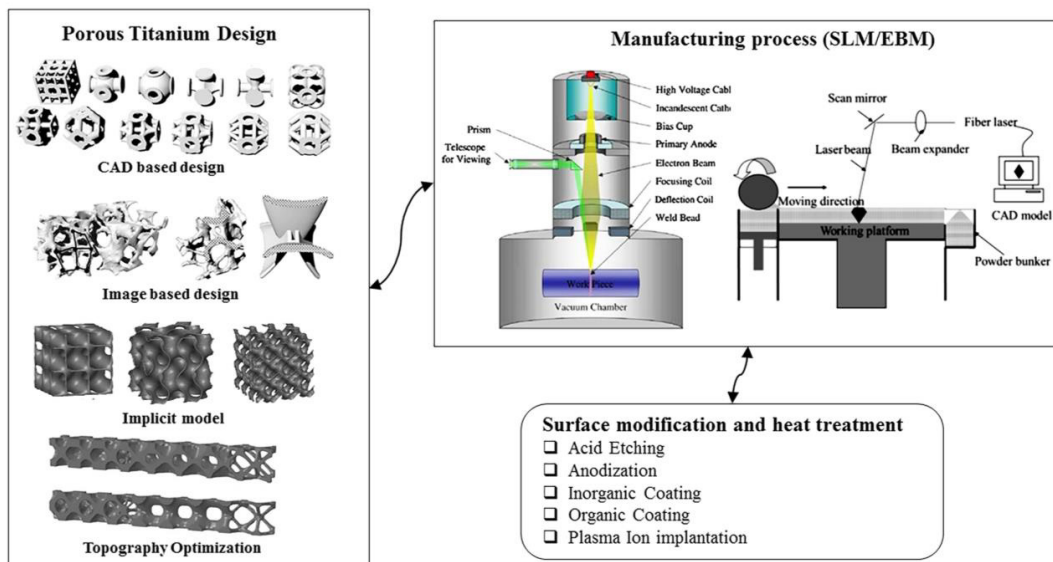 Porous Titanium Design
CAD based design
Image based design
Implicit model
Topography Optimization
Manufacturing process (SLM/EBM)
High Voltage Cabl
Incandescent Cath
Bias Cup
Primary Anode
Electron Beam
Focusing Coil
Deflection Coil
Weld Bead
Prism
Telescope
for Viewing
Work Piece
Vacuum Chamber
Scan mirror
Fiber laser
Laser beam
Beam expander
Moving direction
CAD model
Working platform
Powder bunker
Surface modification and heat treatment
Acid Etching
Anodization
Inorganic Coating
Organic Coating
Plasma Ion implantation